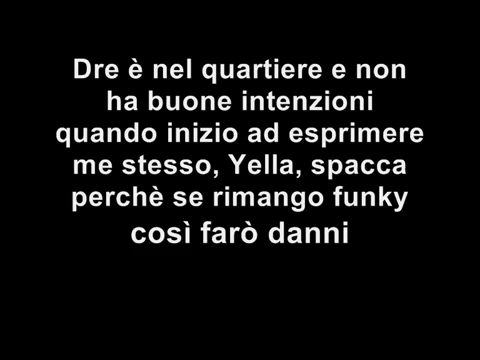 Dre è nel quartiere e non
ha buone intenzioni
quando inizio ad esprimere
me stesso, Yella, spacca
perchè se rimango funky
così farò danni